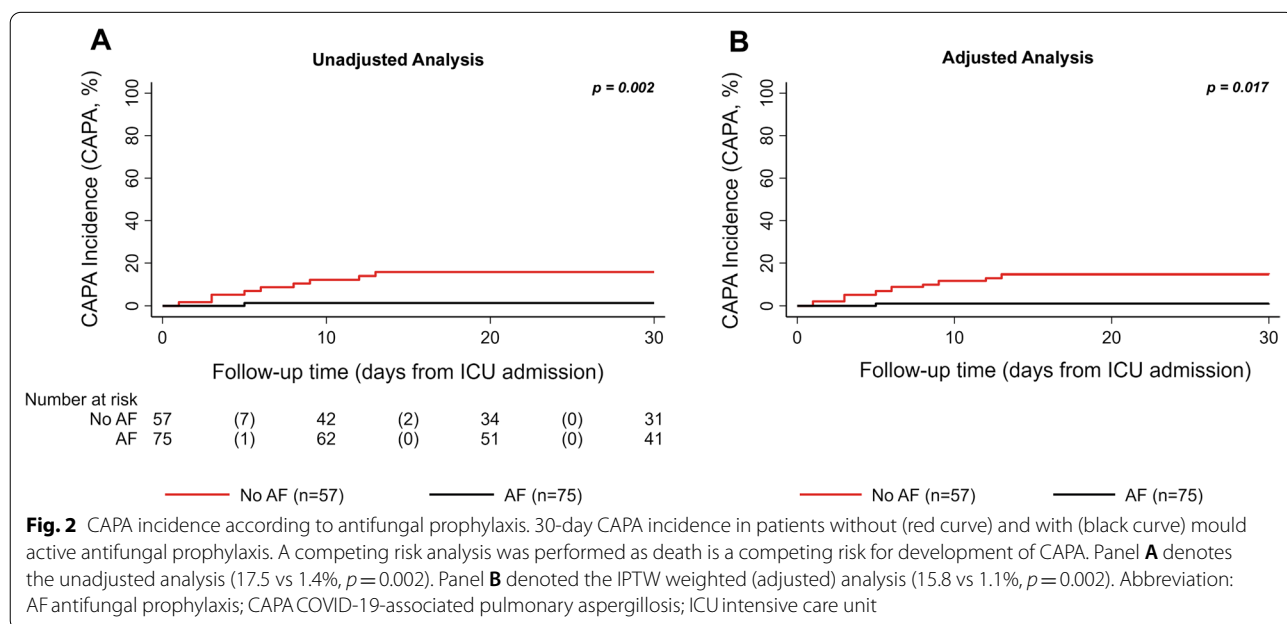 A
Unadjusted Analysis
p = 0.002
CAPA Incidence (CAPA, %)
100
80
60
40
20
0
0 10 20 30
Follow-up time (days from ICU admission)
Number at risk
No AF 57 (7) 42 (2) 34 (0) 31
AF 75 (1) 62 (0) 51 (0) 41
No AF (n=57) AF (n=75)
B
Adjusted Analysis
p = 0.017
CAPA Incidence (CAPA, %)
100
80
60
40
20
0
0 10 20 30
Follow-up time (days from ICU admission)
No AF (n=57) AF (n=75)
Fig. 2 CAPA incidence according to antifungal prophylaxis. 30-day CAPA incidence in patients without (red curve) and with (black curve) mould
active antifungal prophylaxis. A competing risk analysis was performed as death is a competing risk for development of CAPA. Panel A denotes
the unadjusted analysis (17.5 vs 1.4%, p = 0.002). Panel B denoted the IPTW weighted (adjusted) analysis (15.8 vs 1.1%, p = 0.002). Abbreviation:
AF antifungal prophylaxis; CAPA COVID-19-associated pulmonary aspergillosis; ICU intensive care unit